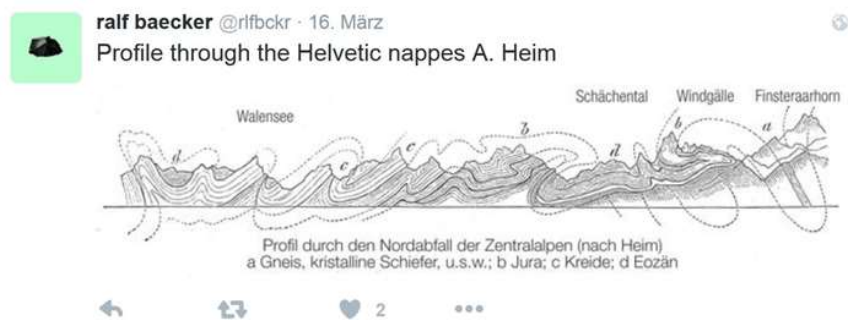 ralf baecker @rlfbckr · 16. März
Profile through the Helvetic nappes A. Heim
Schächental Windgälle Finsteraarhorn
Walensee
d c c b d b a
Profil durch den Nordabfall der Zentralalpen (nach Heim)
a Gneis, kristalline Schiefer, u.s.w.; b Jura; c Kreide; d Eozän
2